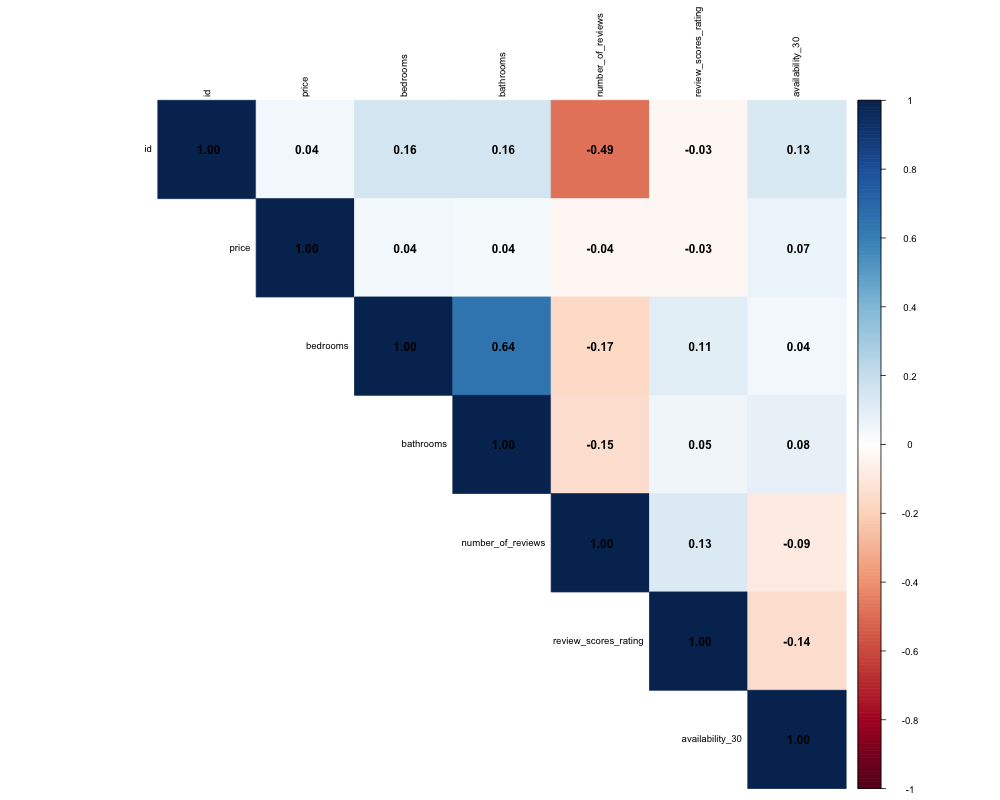 id
price
bedrooms
bathrooms
number_of_reviews
review_scores_rating
availability_30
id 1.00 0.04 0.16 0.16 -0.49 -0.03 0.13
price 1.00 0.04 0.04 -0.04 -0.03 0.07
bedrooms 1.00 0.64 -0.17 0.11 0.04
bathrooms 1.00 -0.15 0.05 0.08
number_of_reviews 1.00 0.13 -0.09
review_scores_rating 1.00 -0.14
availability_30 1.00
1
0.8
0.6
0.4
0.2
0
-0.2
-0.4
-0.6
-0.8
-1